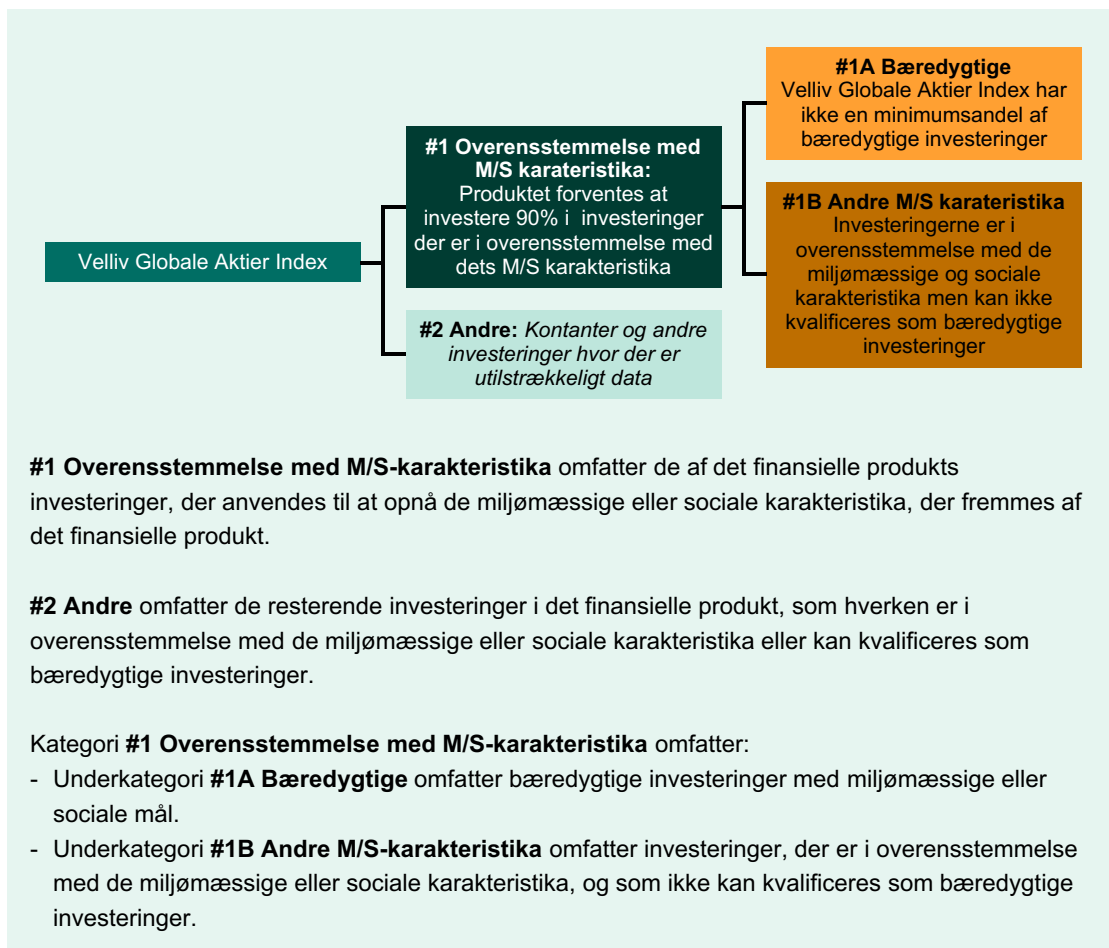 Velliv Globale Aktier Index
#1 Overensstemmelse med
M/S karateristika:
Produktet forventes at
investere 90% i investeringer
der er i overensstemmelse med
dets M/S karakteristika
#2 Andre: Kontanter og andre
investeringer hvor der er
utilstrækkeligt data
#1A Bæredygtige
Velliv Globale Aktier Index har
ikke en minimumsandel af
bæredygtige investeringer
#1B Andre M/S karateristika
Investeringerne er i
overensstemmelse med de
miljømæssige og sociale
karakteristika men kan ikke
kvalificeres som bæredygtige
investeringer
#1 Overensstemmelse med M/S-karakteristika omfatter de af det finansielle produkts
investeringer, der anvendes til at opnå de miljømæssige eller sociale karakteristika, der fremmes af
det finansielle produkt.
#2 Andre omfatter de resterende investeringer i det finansielle produkt, som hverken er i
overensstemmelse med de miljømæssige eller sociale karakteristika eller kan kvalificeres som
bæredygtige investeringer.
Kategori #1 Overensstemmelse med M/S-karakteristika omfatter:
- Underkategori #1A Bæredygtige omfatter bæredygtige investeringer med miljømæssige eller
sociale mål.
- Underkategori #1B Andre M/S-karakteristika omfatter investeringer, der er i overensstemmelse
med de miljømæssige eller sociale karakteristika, og som ikke kan kvalificeres som bæredygtige
investeringer.